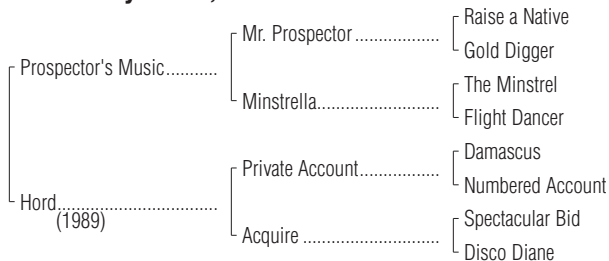 Raise a Native
Mr. Prospector ..................
Gold Digger
Prospector's Music...........
The Minstrel
Minstrella..........................
Flight Dancer
Damascus
Private Account.................
Numbered Account
Hord..................................
(1989)
Spectacular Bid
Acquire .............................
Disco Diane